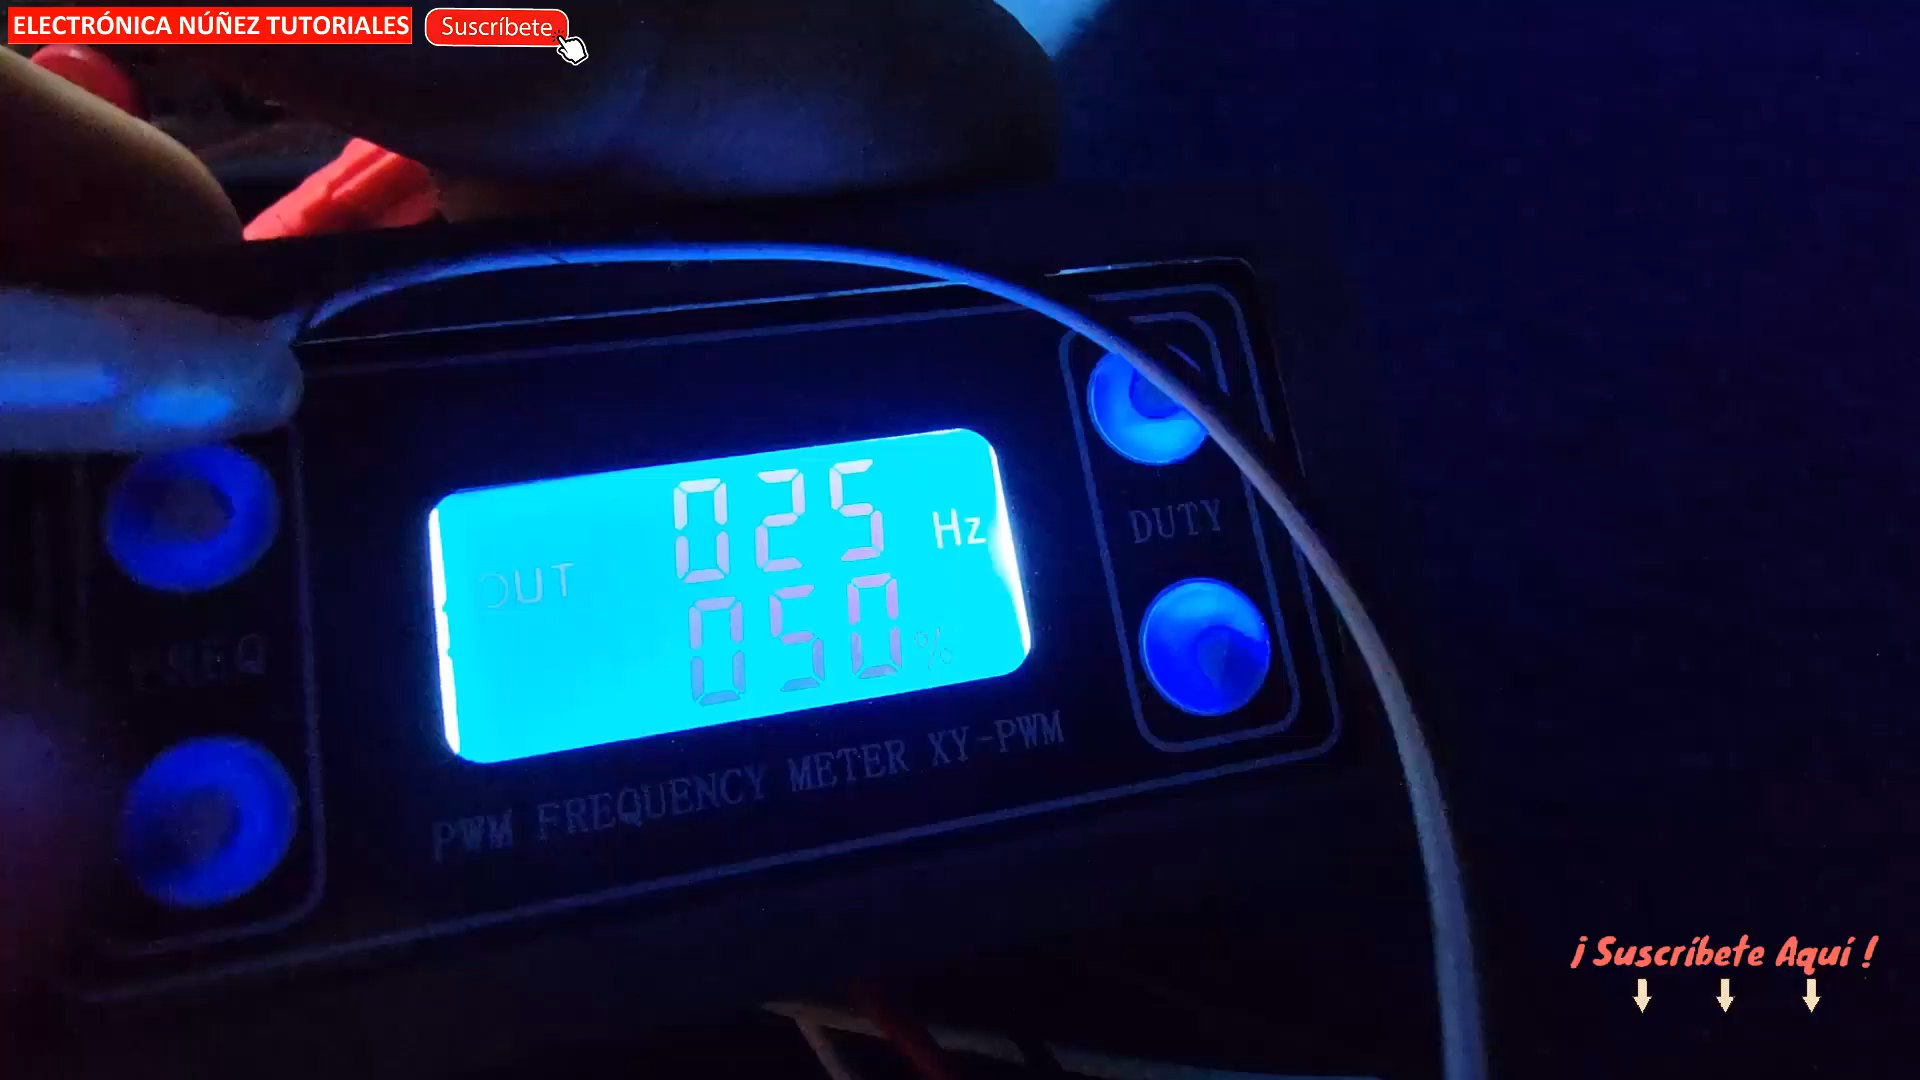 ELECTRÓNICA NÚÑEZ TUTORIALES
Suscríbete
025 Hz
OUT
050 %
FREQ
DUTY
PWM FREQUENCY METER XY-PWM
¡ Suscríbete Aquí !